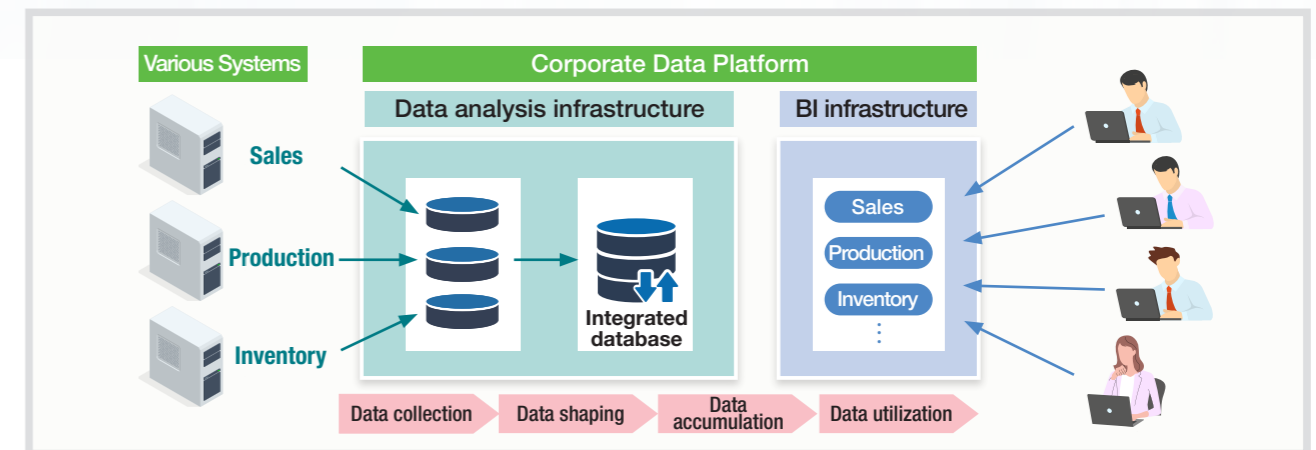 Various Systems
Corporate Data Platform
Data analysis infrastructure
BI infrastructure
Sales
Production
Inventory
Integrated
database
Sales
Production
Inventory
⋮
Data collection
Data shaping
Data
accumulation
Data utilization